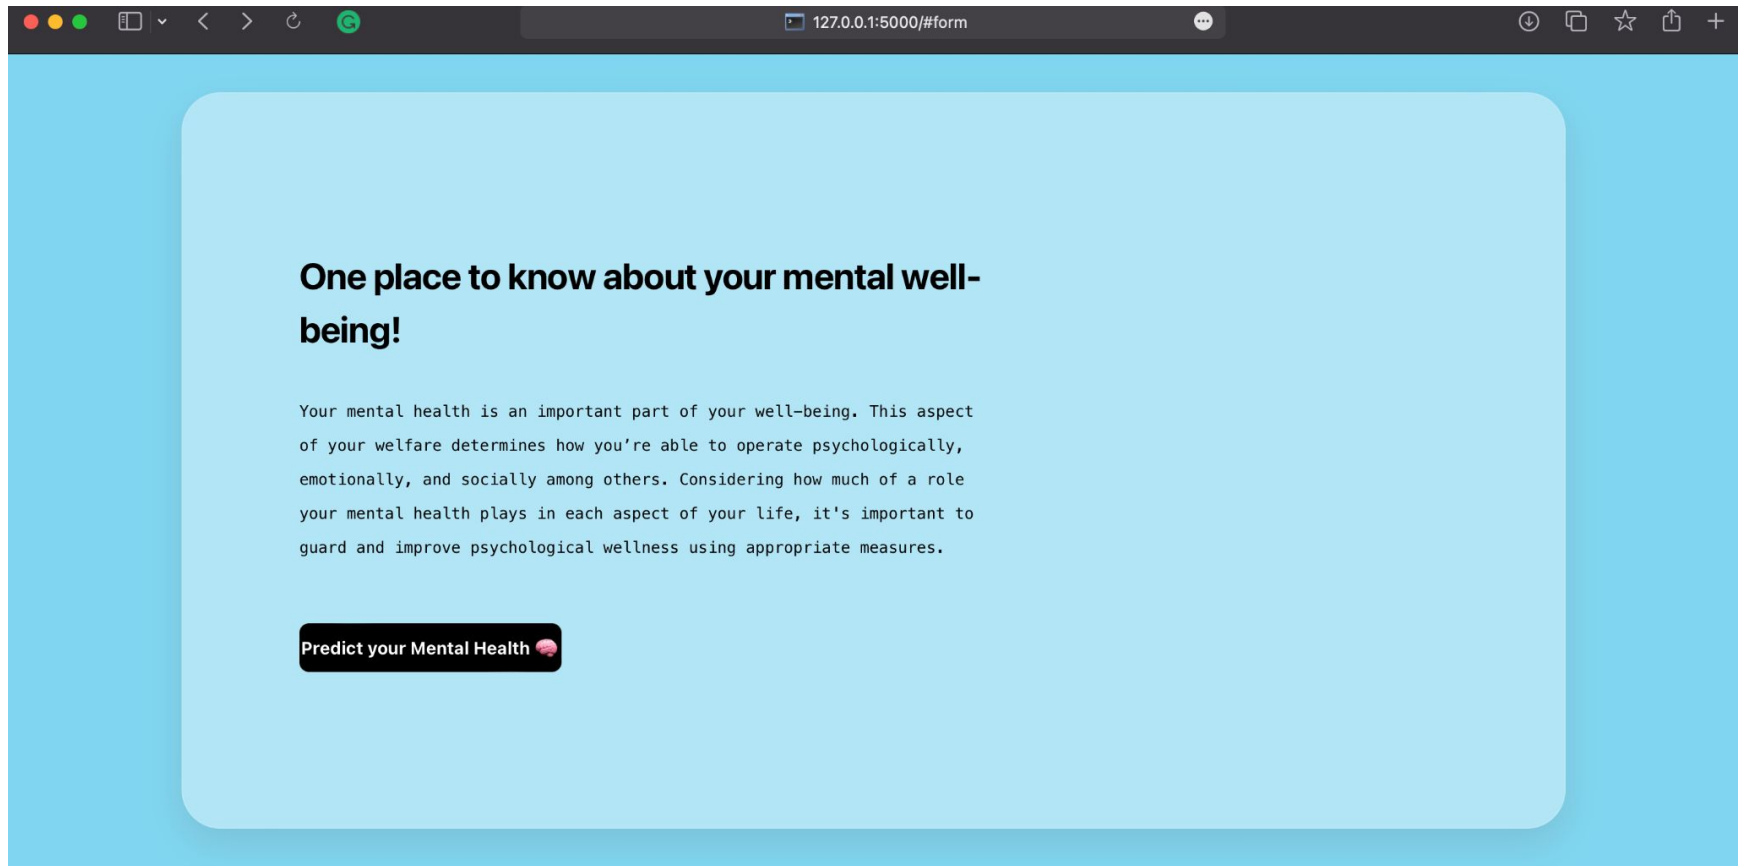 127.0.0.1:5000/#form
One place to know about your mental well-
being!
Your mental health is an important part of your well-being. This aspect
of your welfare determines how you’re able to operate psychologically,
emotionally, and socially among others. Considering how much of a role
your mental health plays in each aspect of your life, it's important to
guard and improve psychological wellness using appropriate measures.
Predict your Mental Health 🧠